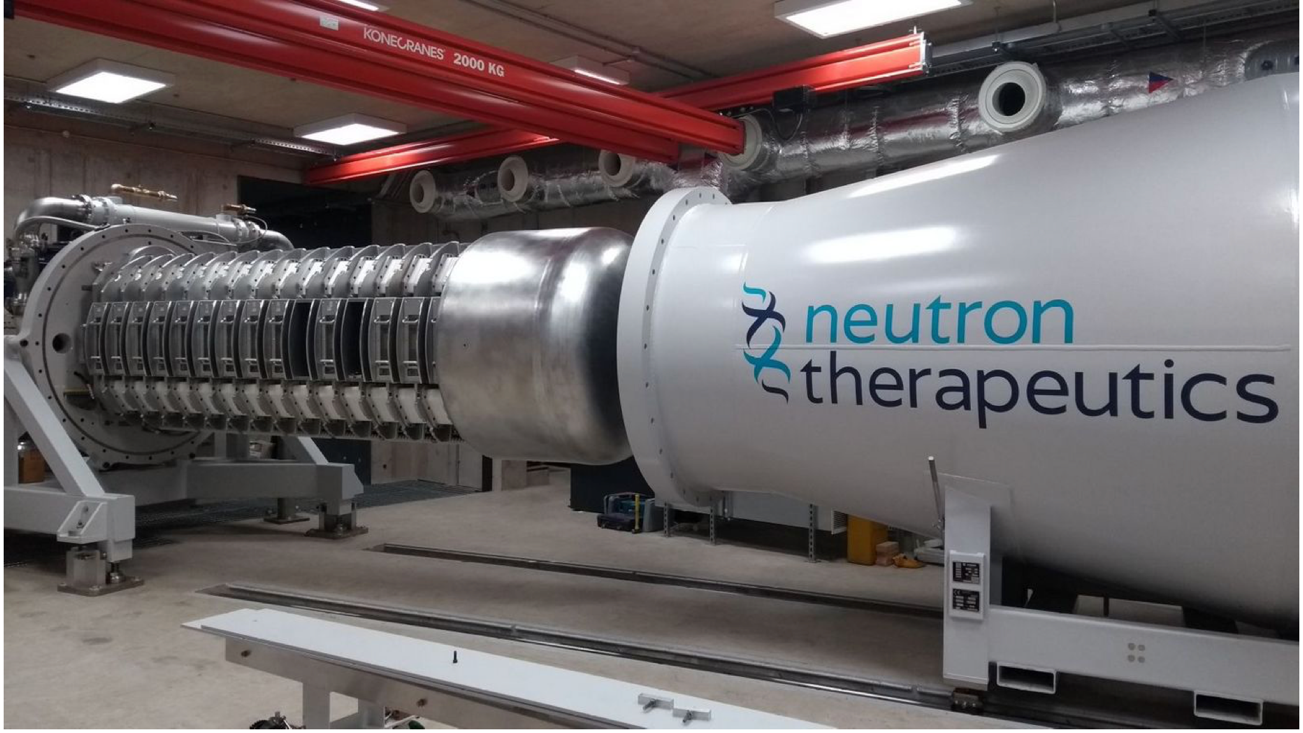 KONECRANES 2000 KG
neutron
therapeutics